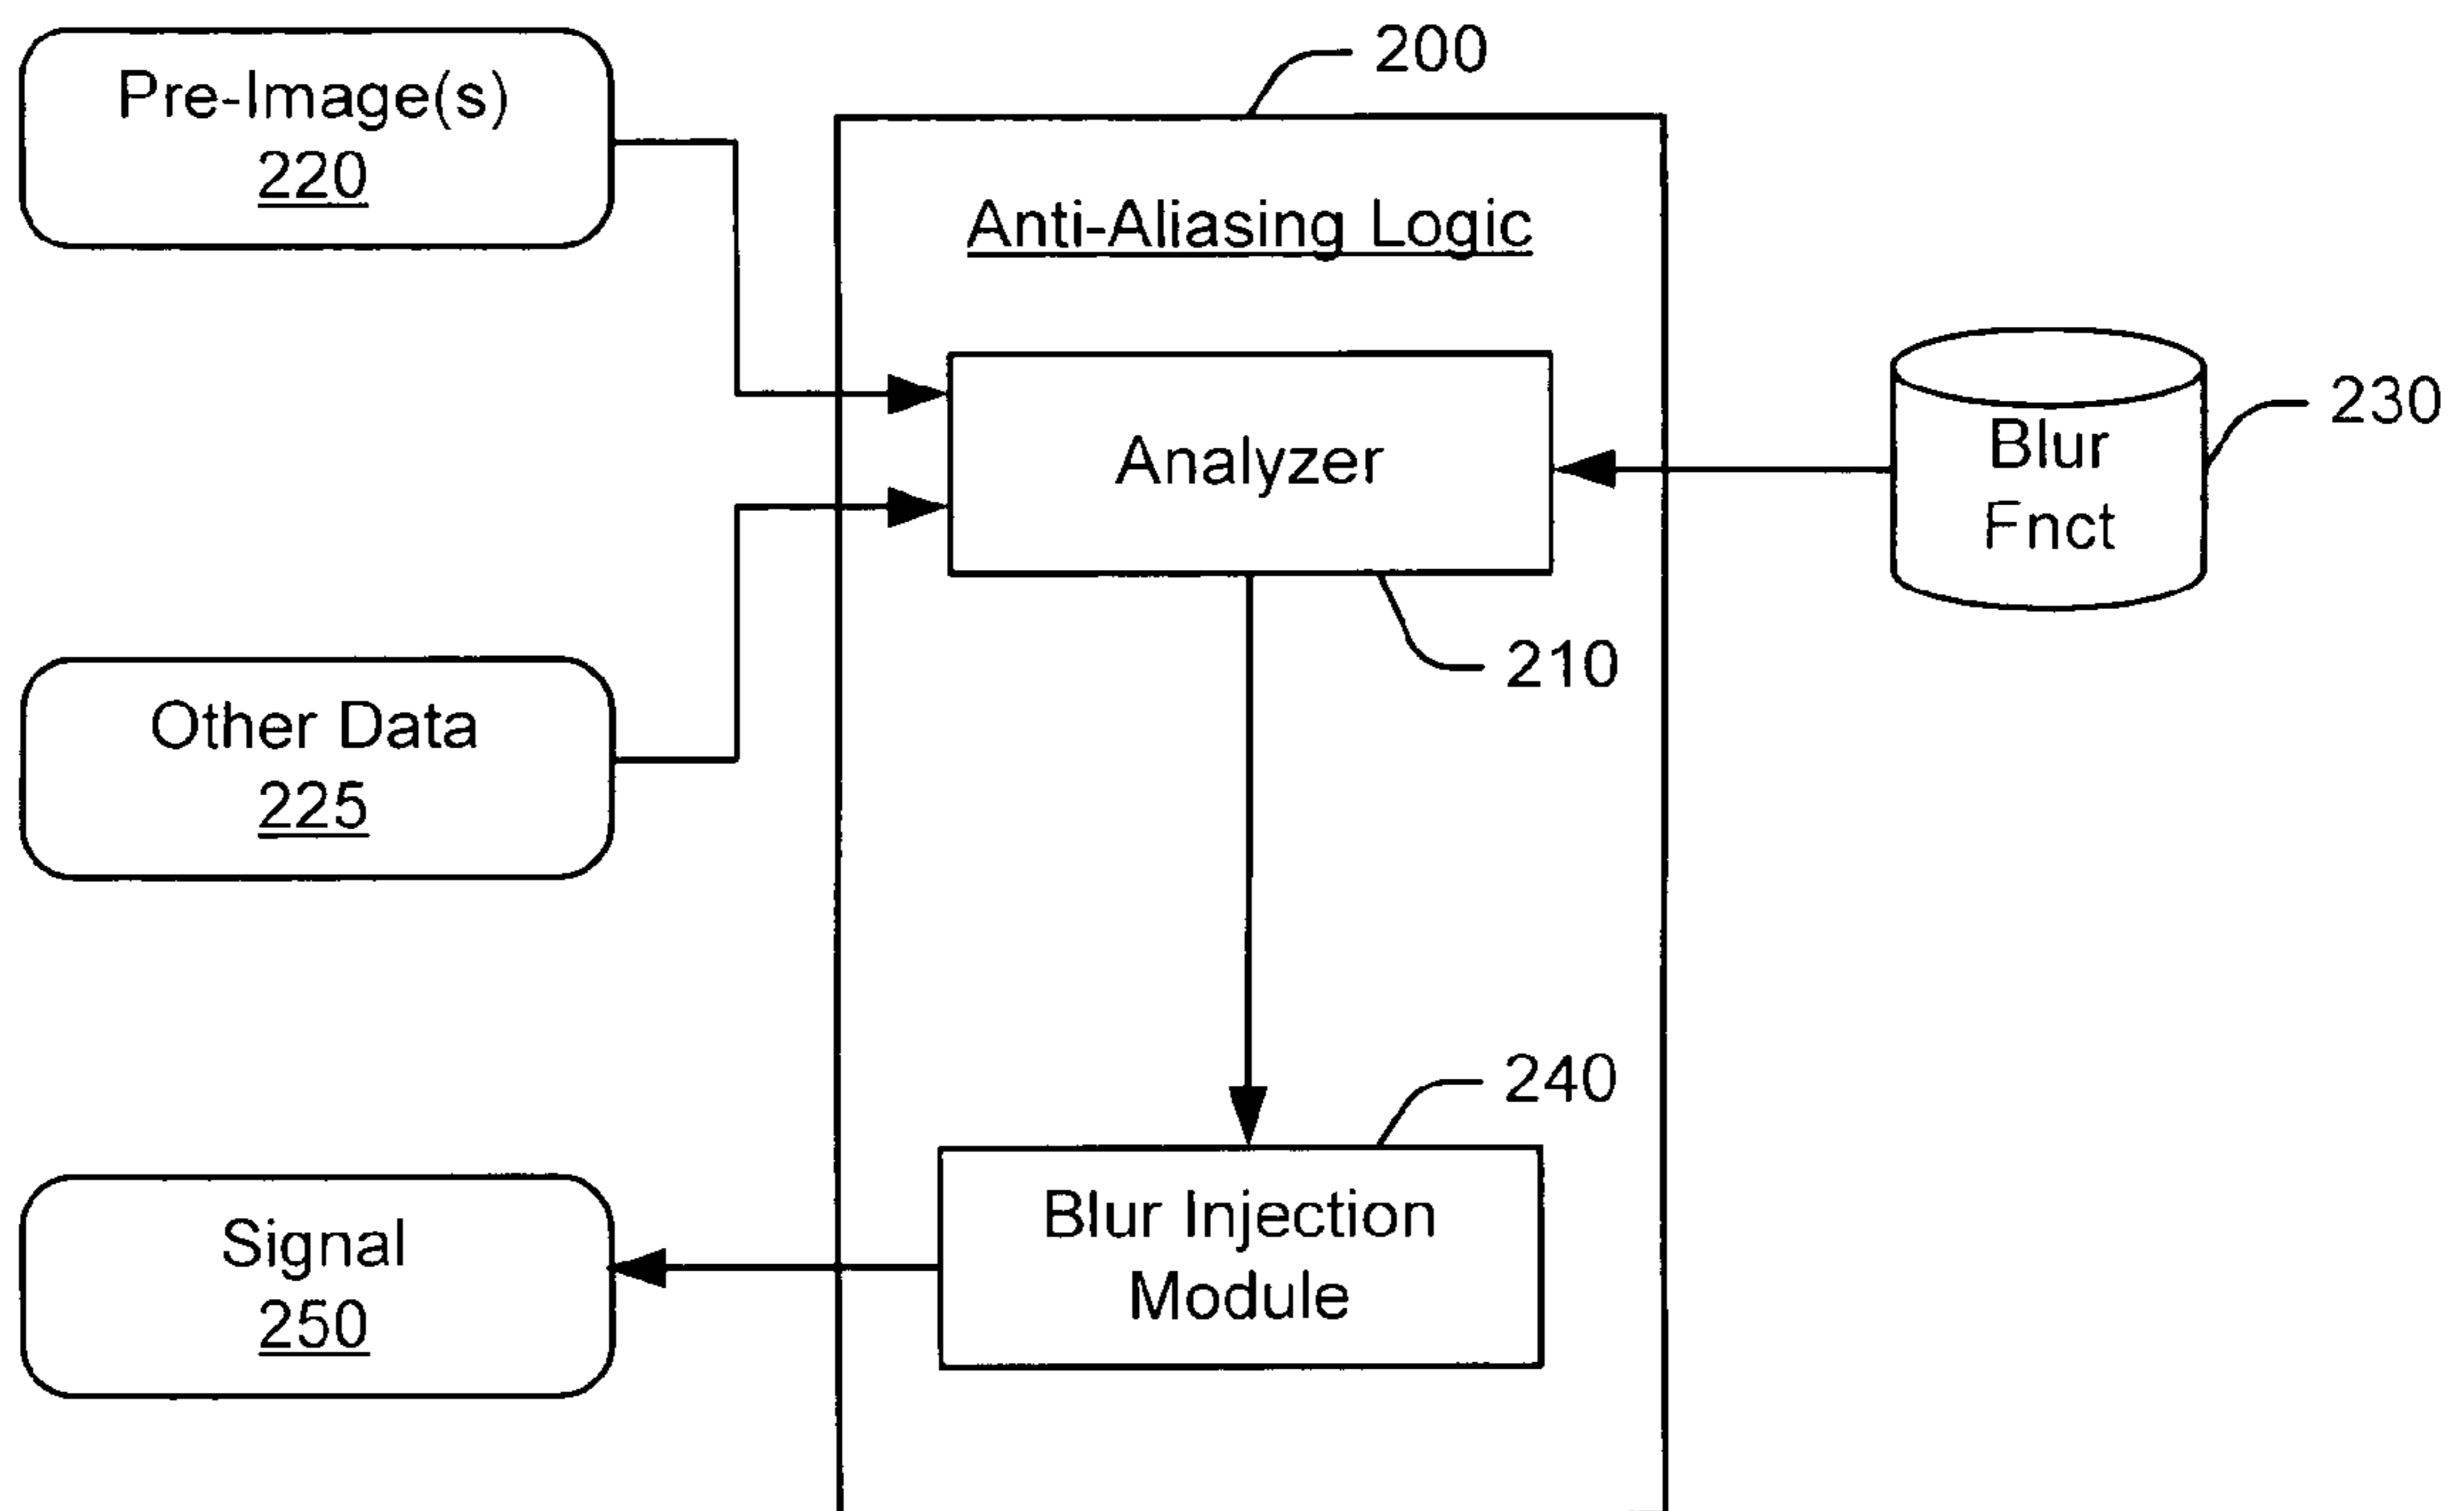 200
Pre-Image(s)
220
Anti-Aliasing Logic
Analyzer
210
Blur
Fnct
230
Other Data
225
240
Blur Injection
Module
Signal
250